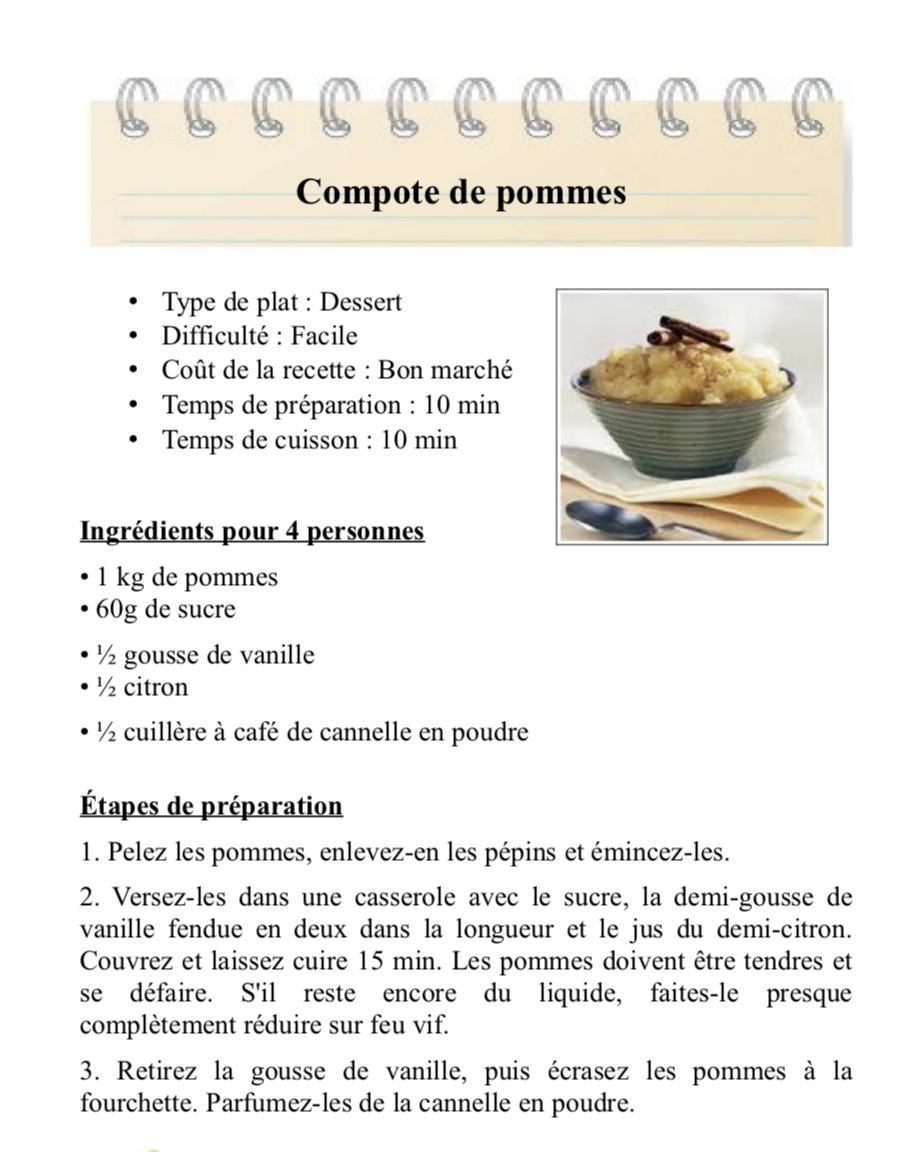 Compote de pommes
• Type de plat : Dessert
• Difficulté : Facile
• Coût de la recette : Bon marché
• Temps de préparation : 10 min
• Temps de cuisson : 10 min
Ingrédients pour 4 personnes
• 1 kg de pommes
• 60g de sucre
• ½ gousse de vanille
• ½ citron
• ½ cuillère à café de cannelle en poudre
Étapes de préparation
1. Pelez les pommes, enlevez-en les pépins et émincez-les.
2. Versez-les dans une casserole avec le sucre, la demi-gousse de
vanille fendue en deux dans la longueur et le jus du demi-citron.
Couvrez et laissez cuire 15 min. Les pommes doivent être tendres et
se défaire. S'il reste encore du liquide, faites-le presque
complètement réduire sur feu vif.
3. Retirez la gousse de vanille, puis écrasez les pommes à la
fourchette. Parfumez-les de la cannelle en poudre.